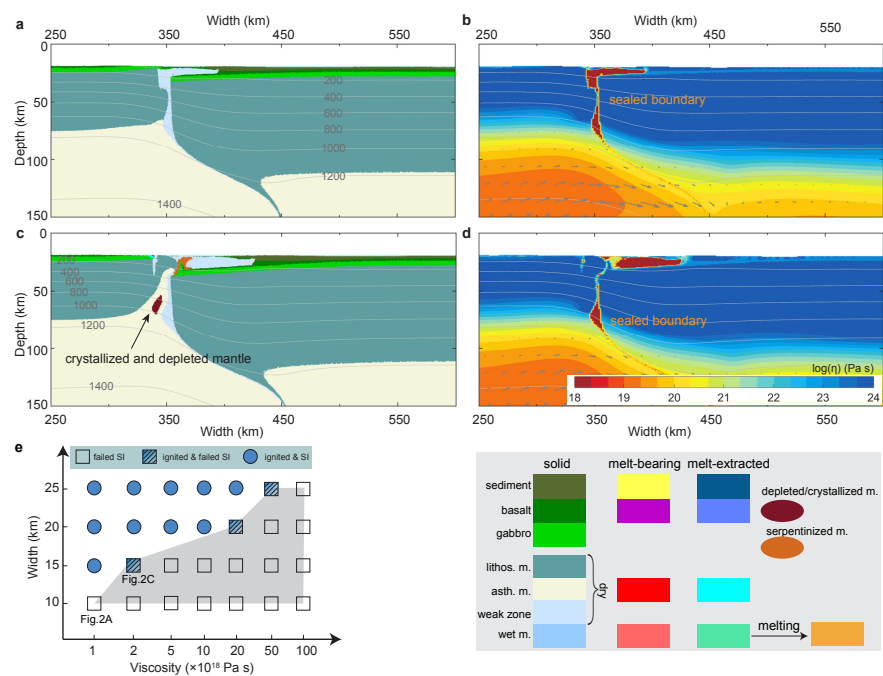 Width (km)
Width (km)
a
250
350
450
550
b
250
350
450
550
0
50
100
150
Depth (km)
200
400
600
800
1000
1200
1400
sealed boundary
c
d
0
50
100
150
Depth (km)
200
400
600
800
1000
1200
1400
crystallized and depleted mantle
sealed boundary
log(η) (Pa s)
18
19
20
21
22
23
24
250
350
450
550
250
350
450
550
Width (km)
Width (km)
e
failed SI
ignited & failed SI
ignited & SI
Width (km)
25
20
15
10
Fig.2C
Fig.2A
1
2
5
10
20
50
100
Viscosity (×10¹⁸ Pa s)
solid
melt-bearing
melt-extracted
sediment
basalt
gabbro
lithos. m.
asth. m.
weak zone
wet m.
dry
depleted/crystallized m.
serpentinized m.
melting